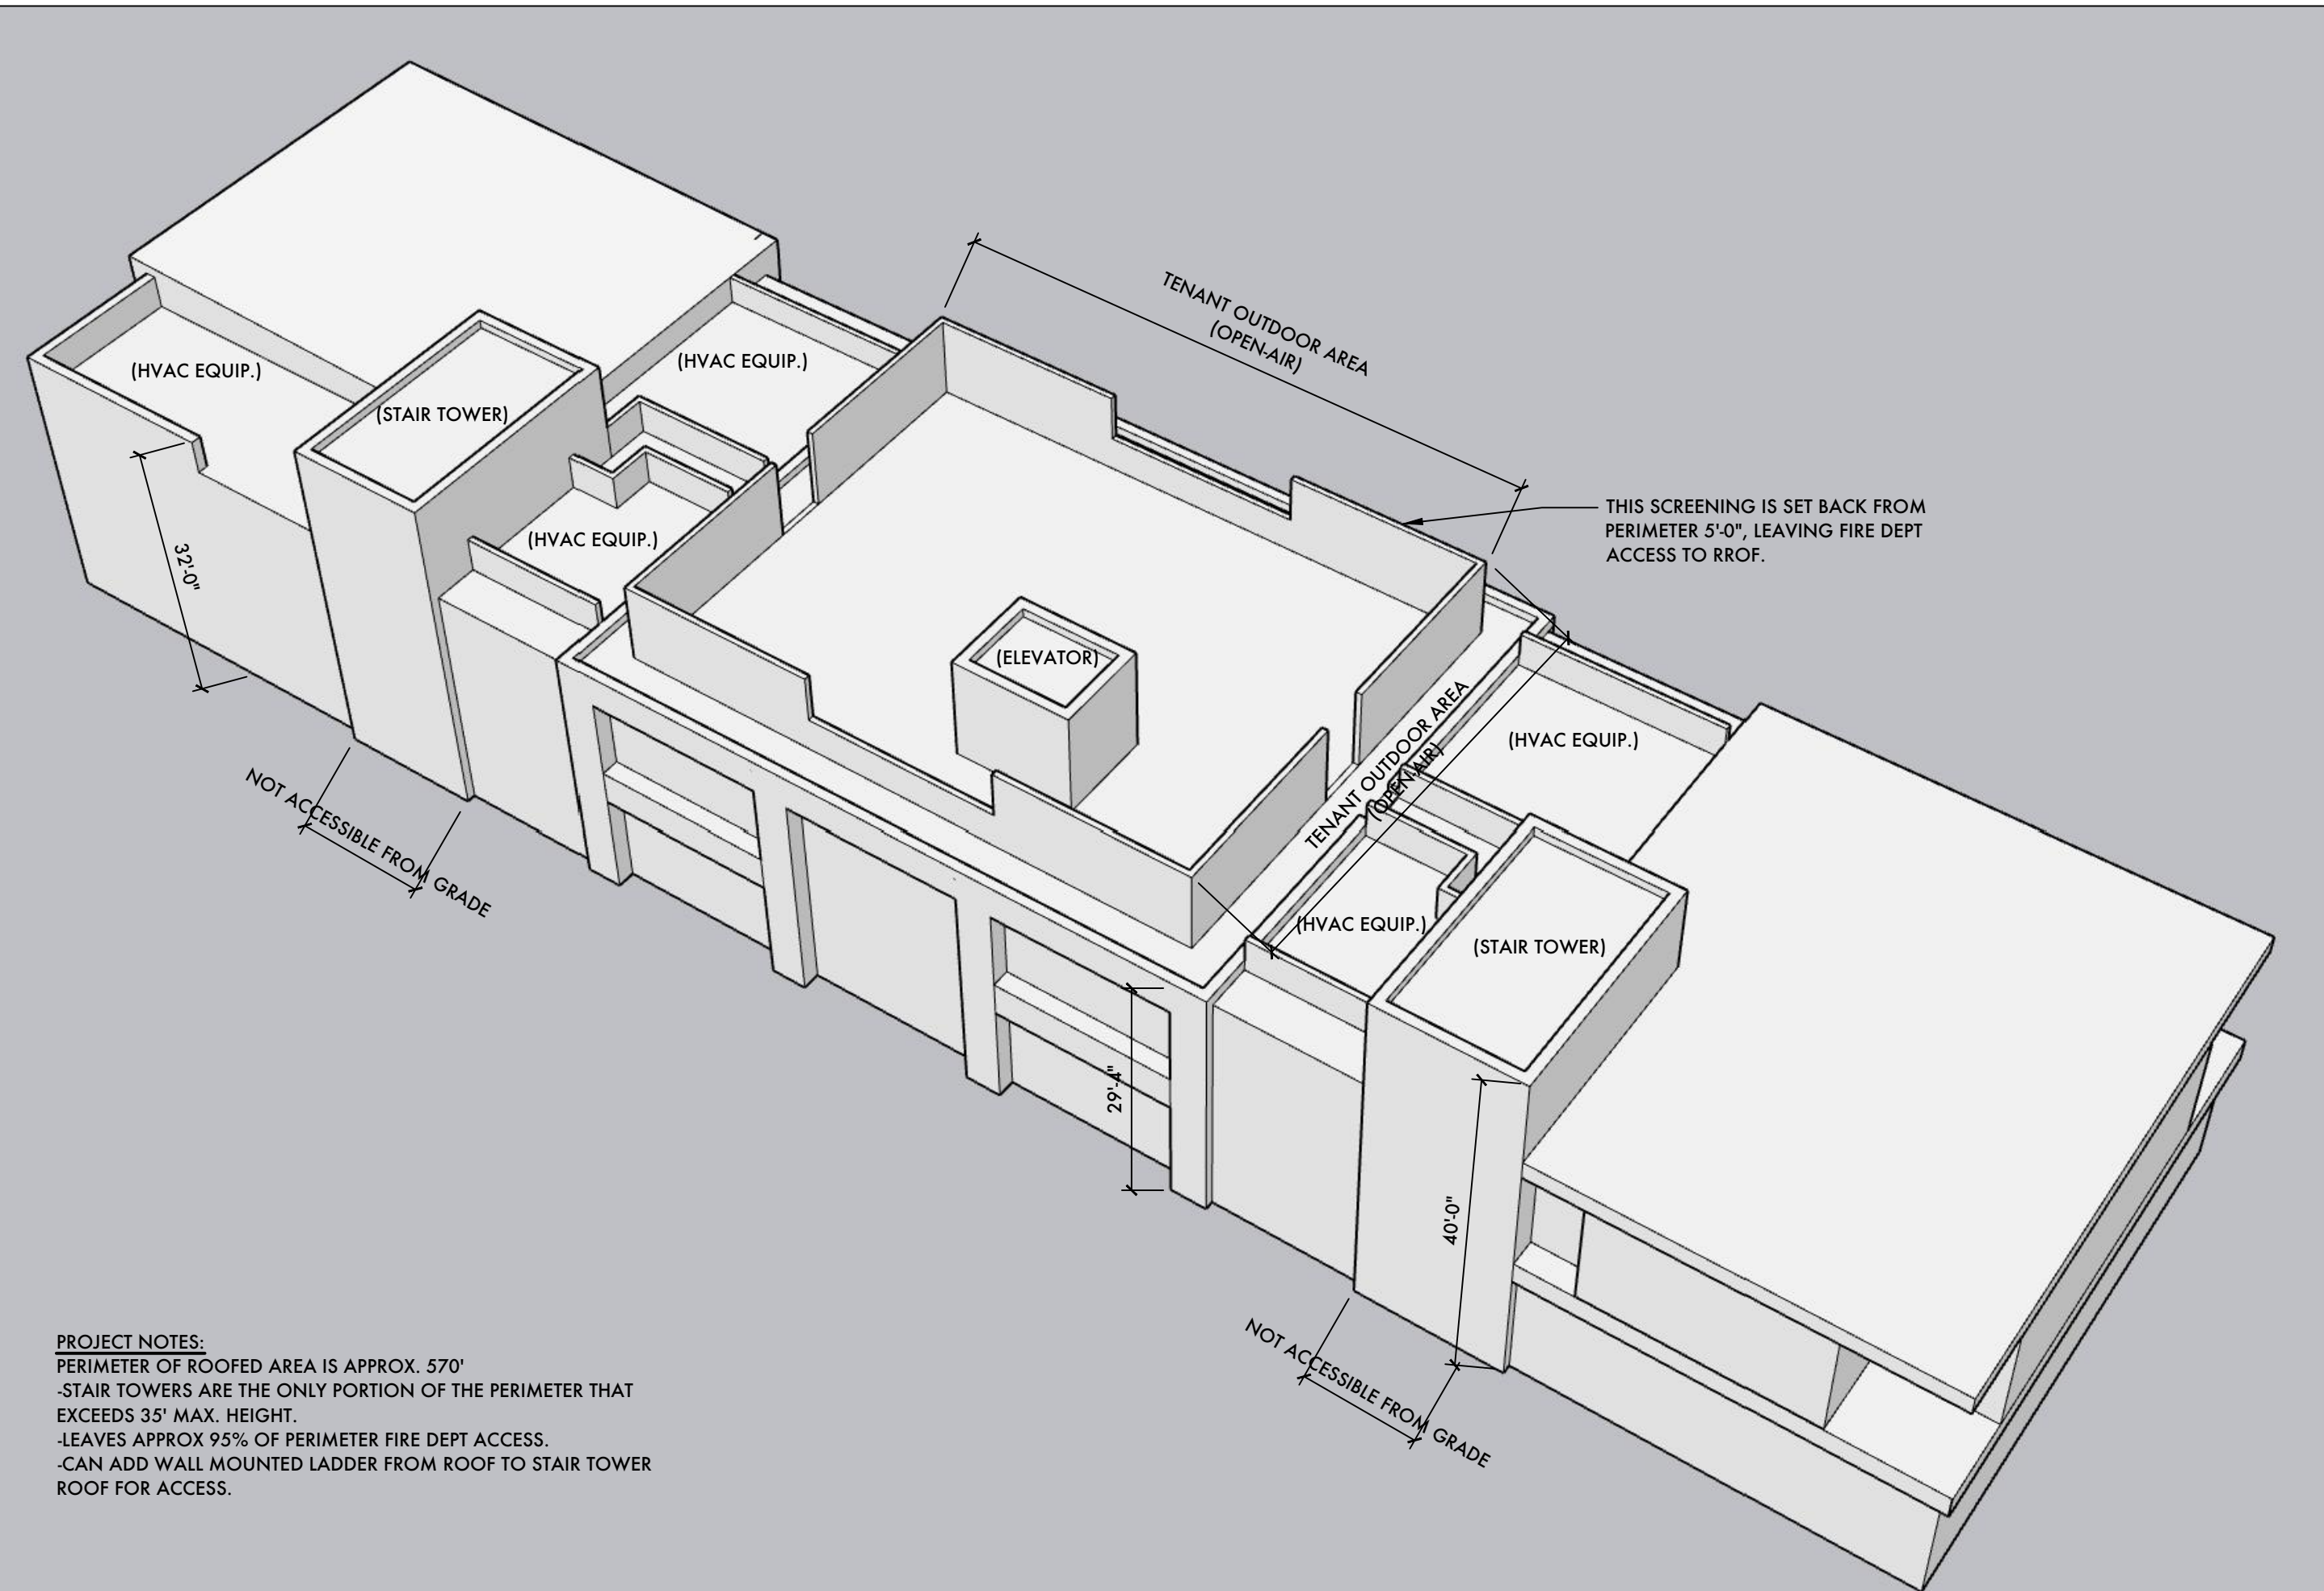 TENANT OUTDOOR AREA
(OPEN-AIR)
(HVAC EQUIP.)
(HVAC EQUIP.)
(STAIR TOWER)
THIS SCREENING IS SET BACK FROM
PERIMETER 5'-0", LEAVING FIRE DEPT
ACCESS TO RROF.
(HVAC EQUIP.)
32'-0"
(ELEVATOR)
TENANT OUTDOOR AREA
(OPEN-AIR)
(HVAC EQUIP.)
NOT ACCESSIBLE FROM GRADE
(HVAC EQUIP.)
(STAIR TOWER)
29'-4"
40'-0"
NOT ACCESSIBLE FROM GRADE
PROJECT NOTES:
PERIMETER OF ROOFED AREA IS APPROX. 570'
-STAIR TOWERS ARE THE ONLY PORTION OF THE PERIMETER THAT
EXCEEDS 35' MAX. HEIGHT.
-LEAVES APPROX 95% OF PERIMETER FIRE DEPT ACCESS.
-CAN ADD WALL MOUNTED LADDER FROM ROOF TO STAIR TOWER
ROOF FOR ACCESS.